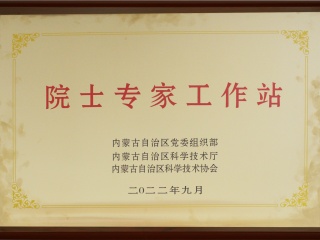 院士专家工作站
内蒙古自治区党委组织部
内蒙古自治区科学技术厅
内蒙古自治区科学技术协会
二〇二二年九月